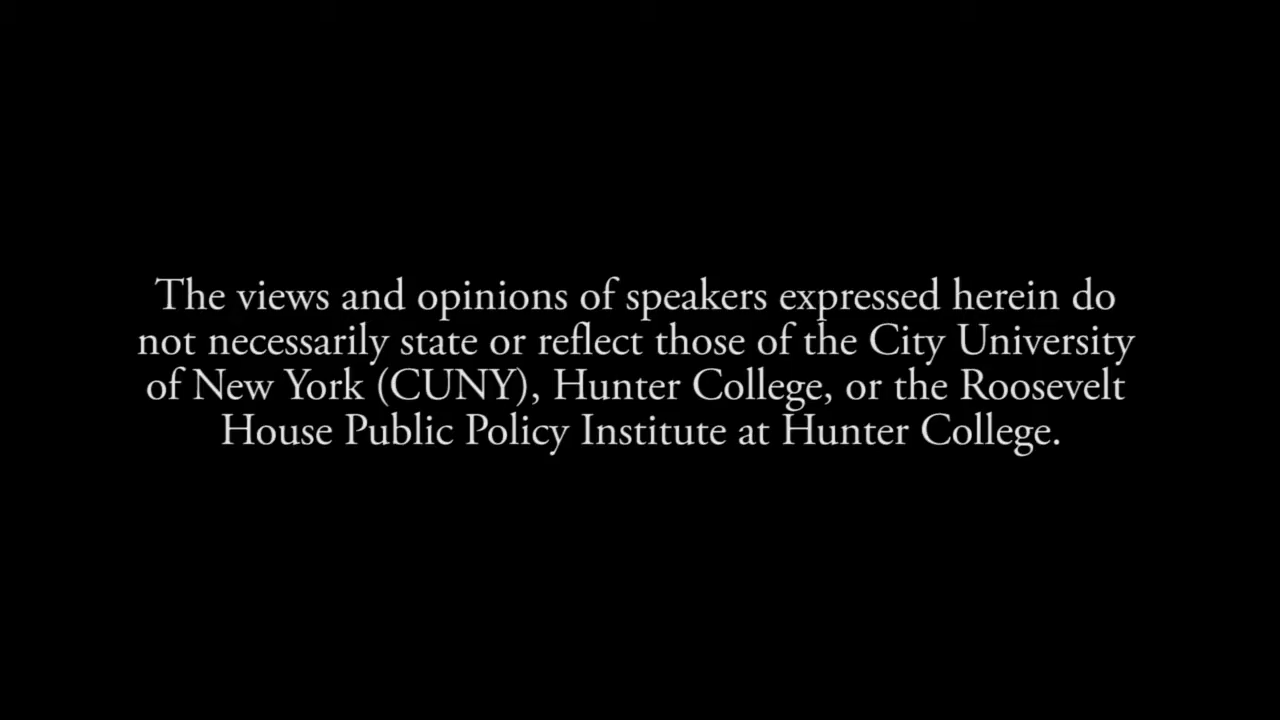 The views and opinions of speakers expressed herein do
not necessarily state or reflect those of the City University
of New York (CUNY), Hunter College, or the Roosevelt
House Public Policy Institute at Hunter College.